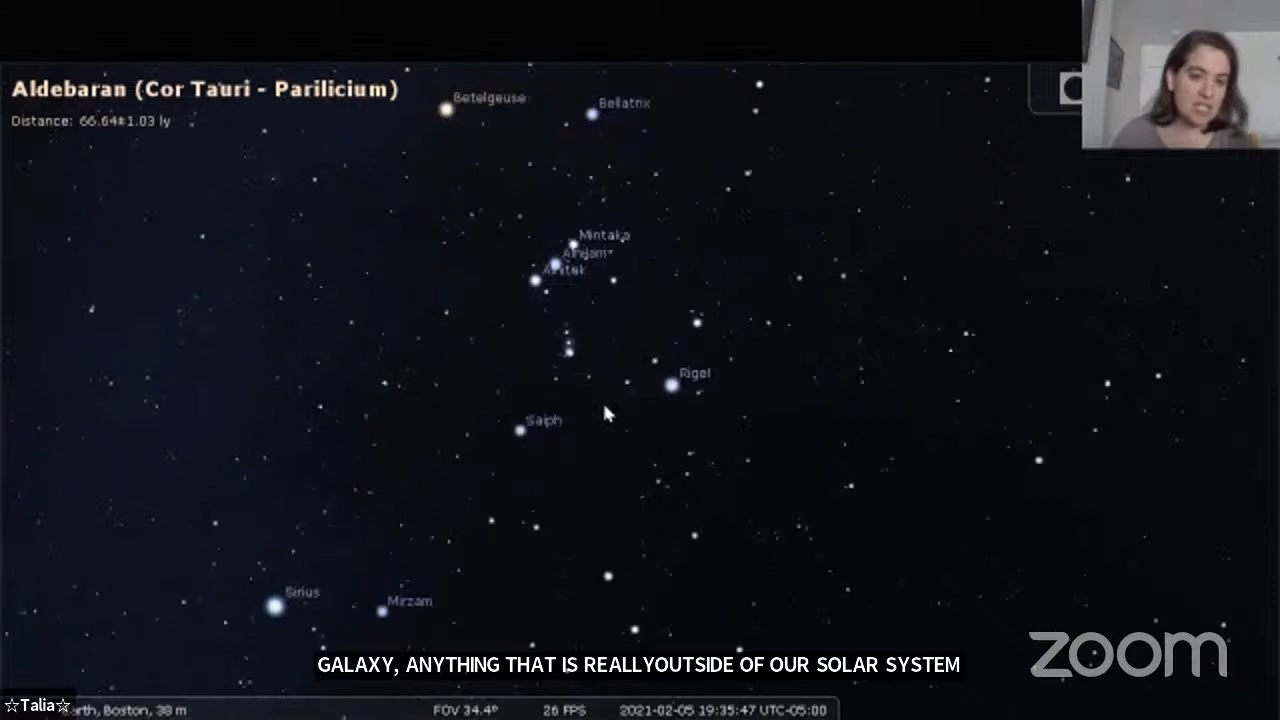 Aldebaran (Cor Tauri - Parilicium)
Distance: 66.64±1.03 ly
Betelgeuse
Bellatrix
Mintaka
Alnilam
Alnitak
Rigel
Saiph
Sirius
Mirzam
GALAXY, ANYTHING THAT IS REALLYOUTSIDE OF OUR SOLAR SYSTEM
zoom
☆Talia☆
Boston, 38 m
FOV 34.4°
26 FPS
2021-02-05 19:35:47 UTC-05:00